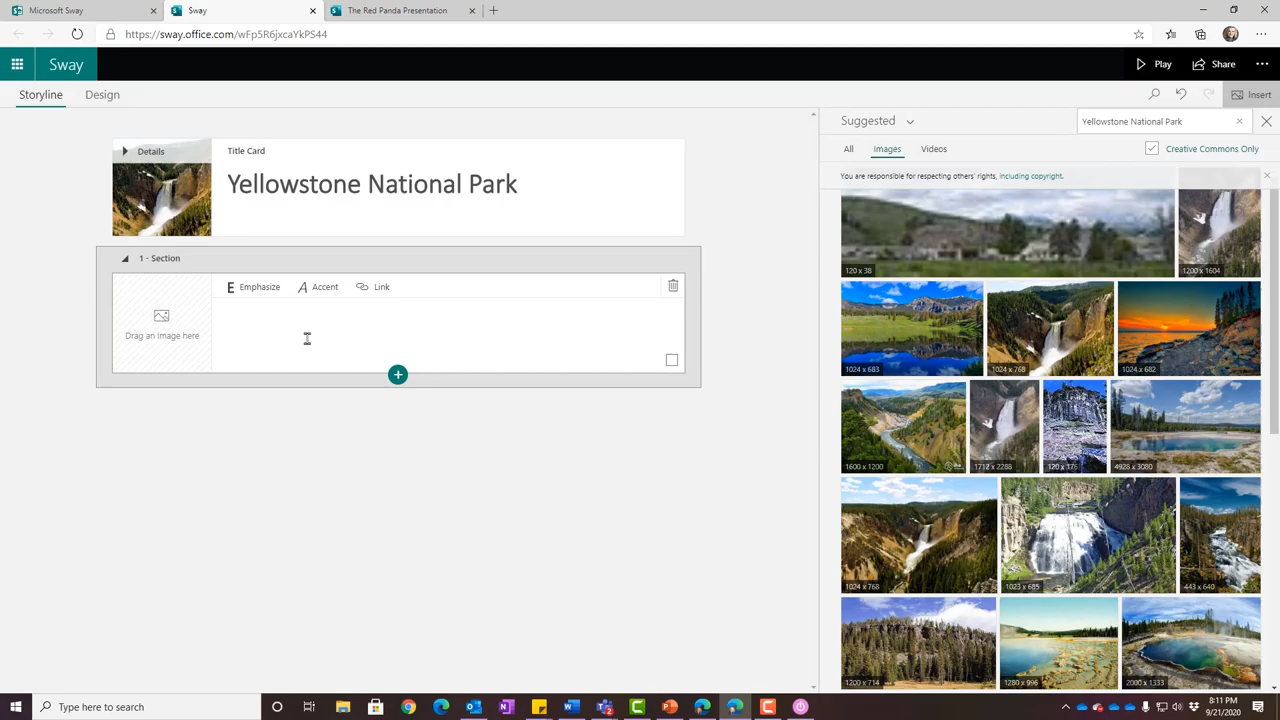 Microsoft Sway
Sway
The Red Panda Presentation
https://sway.office.com/wFp5R6jxcaYkPS44
Sway
Play
Share
Storyline
Design
Insert
Details
Title Card
Yellowstone National Park
1 - Section
Emphasize
Accent
Link
Drag an image here
Suggested
Yellowstone National Park
All
Images
Videos
Creative Commons Only
You are responsible for respecting others' rights, including copyright.
120 x 38
1200 x 1604
1024 x 683
1024 x 768
1024 x 682
1600 x 1200
1712 x 2288
120 x 176
4928 x 3080
1024 x 768
1023 x 685
443 x 640
1200 x 714
1280 x 996
2000 x 1333
Type here to search
8:11 PM
9/21/2020